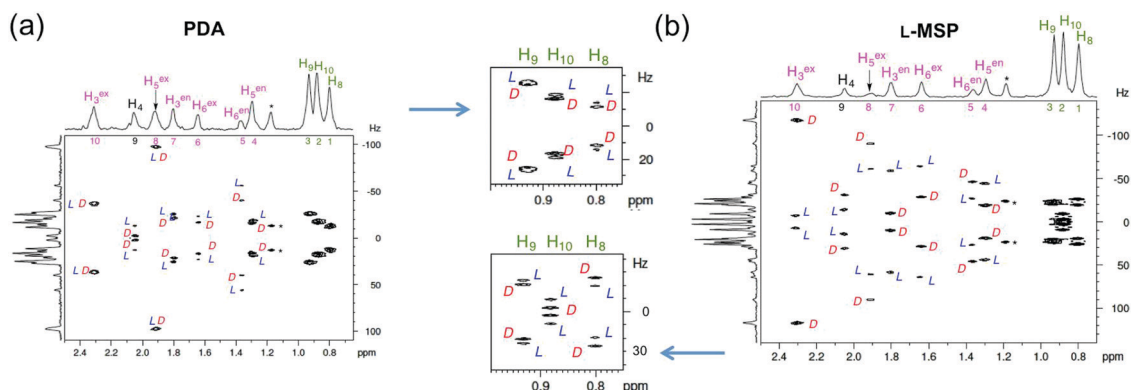 (a) PDA
H3ex H4 H5ex H3en H6ex H6en H5en * H9 H10 H8
10 9 8 7 6 5 4 3 2 1
Hz
-100
-50
0
50
100
L D
L D
L
D
D
L
L
D
L
D
L
D
L
D
*
*
L D
L D
2.4 2.2 2.0 1.8 1.6 1.4 1.2 1.0 0.8 ppm
H9 H10 H8
Hz
L L L
D D D
0
D D D
L L L
20
0.9 0.8 ppm
H9 H10 H8
Hz
L L D
D D L
0
D D L
L L D
30
0.9 0.8 ppm
(b) L-MSP
H3ex H4 H5ex H3en H6ex H6en H5en * H9 H10 H8
10 9 8 7 6 5 4 3 2 1
Hz
-100
-50
0
50
100
D
D
L
L
D
L
L
D
L
D
L
L
D
L
D
L
*
L
L
D
L
D
L
D
L
D
L
D
L
L
*
D
L
L
D
D
2.4 2.2 2.0 1.8 1.6 1.4 1.2 1.0 0.8 ppm